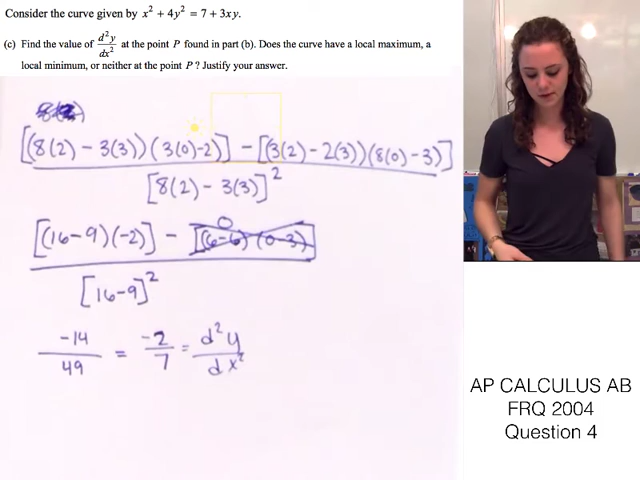 Consider the curve given by x² + 4y² = 7 + 3xy.
(c) Find the value of d²y/dx² at the point P found in part (b). Does the curve have a local maximum, a
local minimum, or neither at the point P? Justify your answer.
[(8(2) − 3(3))(3(0)−2)] − [(3(2) − 2(3))(8(0) − 3)]
[8(2) − 3(3)]²
[(16−9)(−2)] − [(6−6)(0−3)] 0
[16−9]²
−14/49 = −2/7 = d²y/dx²
AP CALCULUS AB
FRQ 2004
Question 4